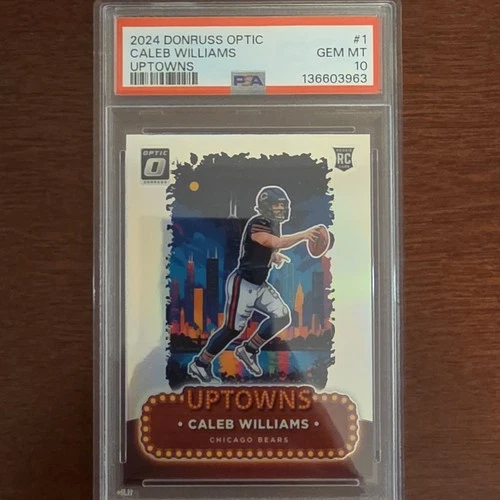 2024 DONRUSS OPTIC #1
CALEB WILLIAMS GEM MT
UPTOWNS 10
PSA 136603963
OPTIC
O
DONRUSS
RC
UPTOWNS
• CALEB WILLIAMS •
CHICAGO BEARS